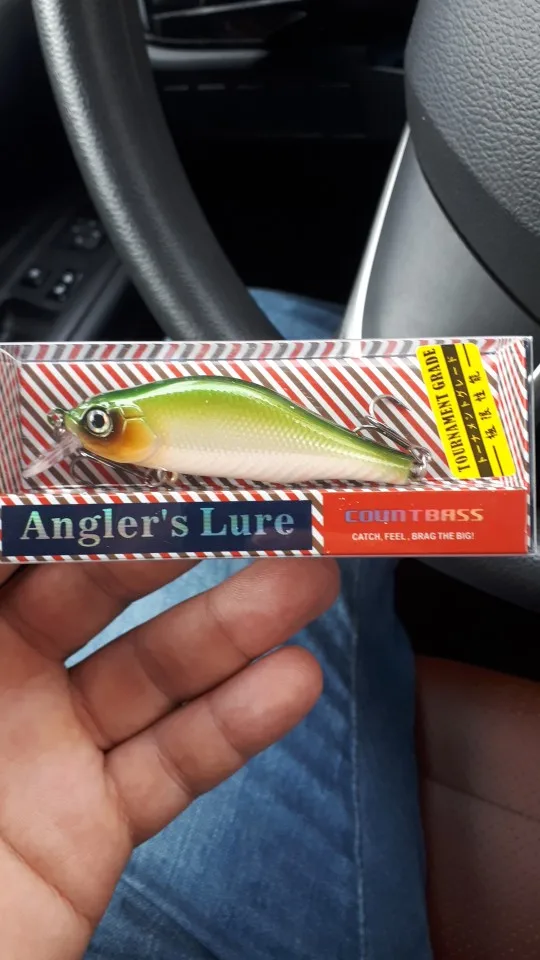 TOURNAMENT GRADE
トーナメントグレード
Angler's Lure
COUNTBASS
CATCH, FEEL, BRAG THE BIG!